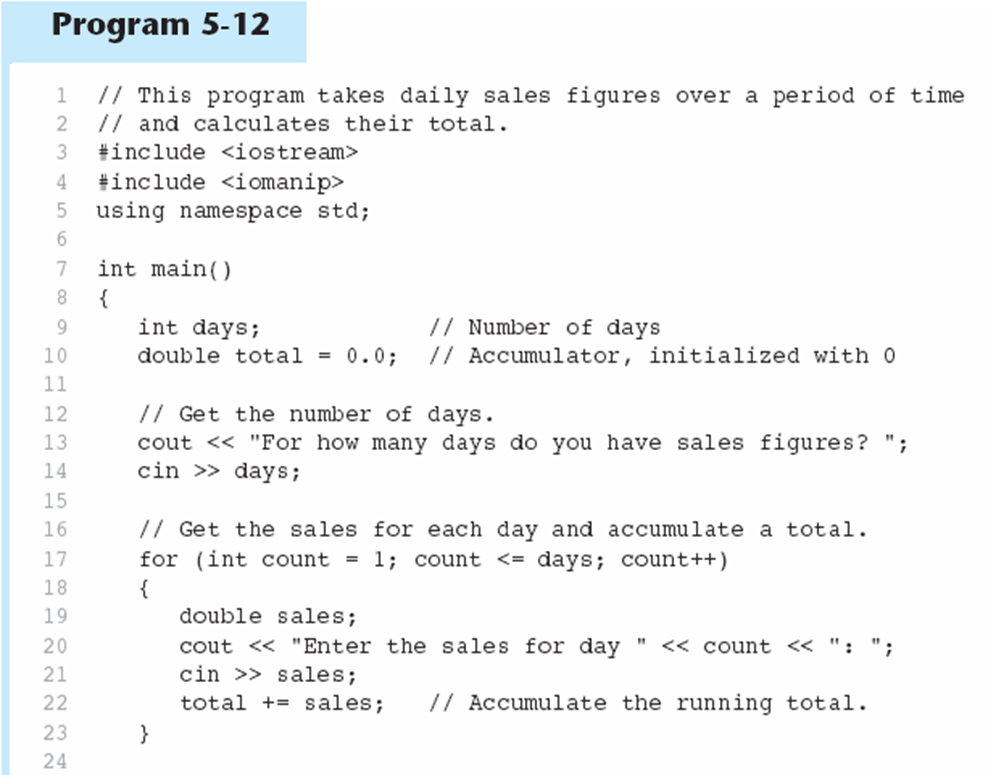 Program 5-12
1 // This program takes daily sales figures over a period of time
2 // and calculates their total.
3 #include <iostream>
4 #include <iomanip>
5 using namespace std;
6
7 int main()
8 {
9 int days; // Number of days
10 double total = 0.0; // Accumulator, initialized with 0
11
12 // Get the number of days.
13 cout << "For how many days do you have sales figures? ";
14 cin >> days;
15
16 // Get the sales for each day and accumulate a total.
17 for (int count = 1; count <= days; count++)
18 {
19 double sales;
20 cout << "Enter the sales for day " << count << ": ";
21 cin >> sales;
22 total += sales; // Accumulate the running total.
23 }
24